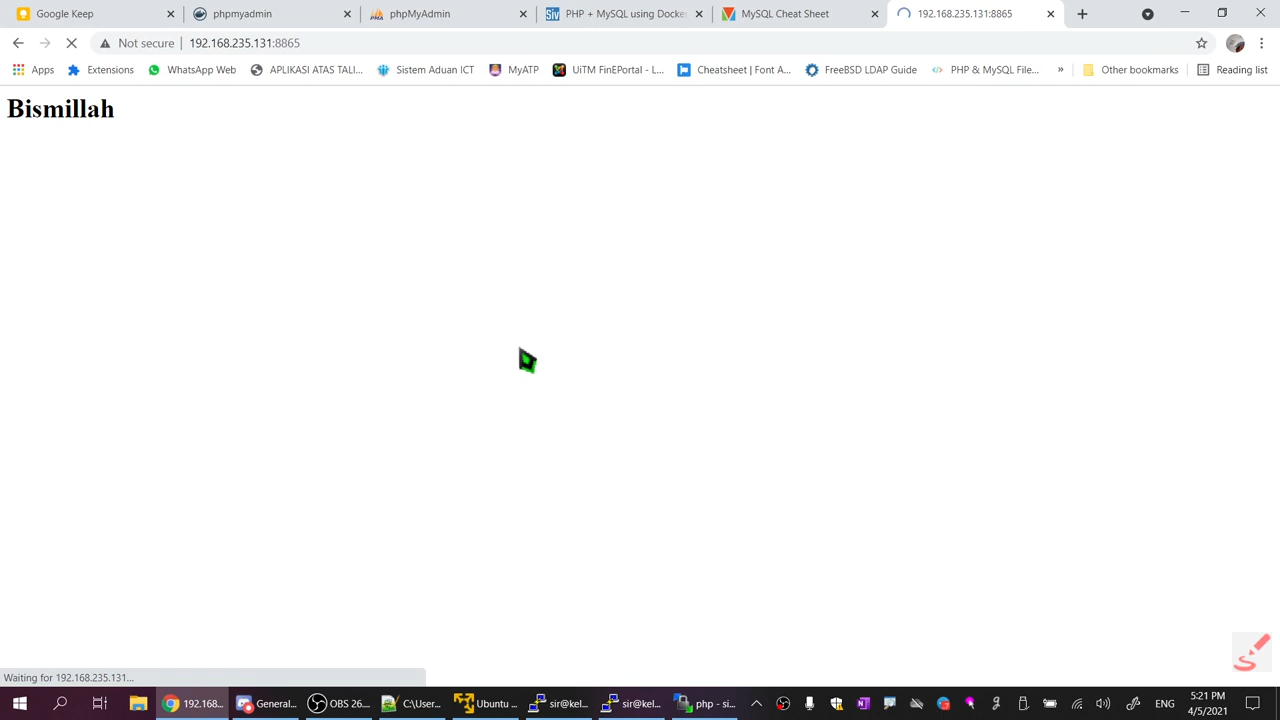 Google Keep
phpmyadmin
phpMyAdmin
PHP + MySQL using Docke
MySQL Cheat Sheet
192.168.235.131:8865
Not secure
192.168.235.131:8865
Apps
Extensions
WhatsApp Web
APLIKASI ATAS TALI...
Sistem Aduan ICT
MyATP
UiTM FinEPortal - L...
Cheatsheet | Font A...
FreeBSD LDAP Guide
PHP & MySQL File...
»
Other bookmarks
Reading list
Bismillah
Waiting for 192.168.235.131...
192.168...
General...
OBS 26...
C:\User...
Ubuntu ...
sir@kel...
sir@kel...
php - si...
ENG
5:21 PM
4/5/2021